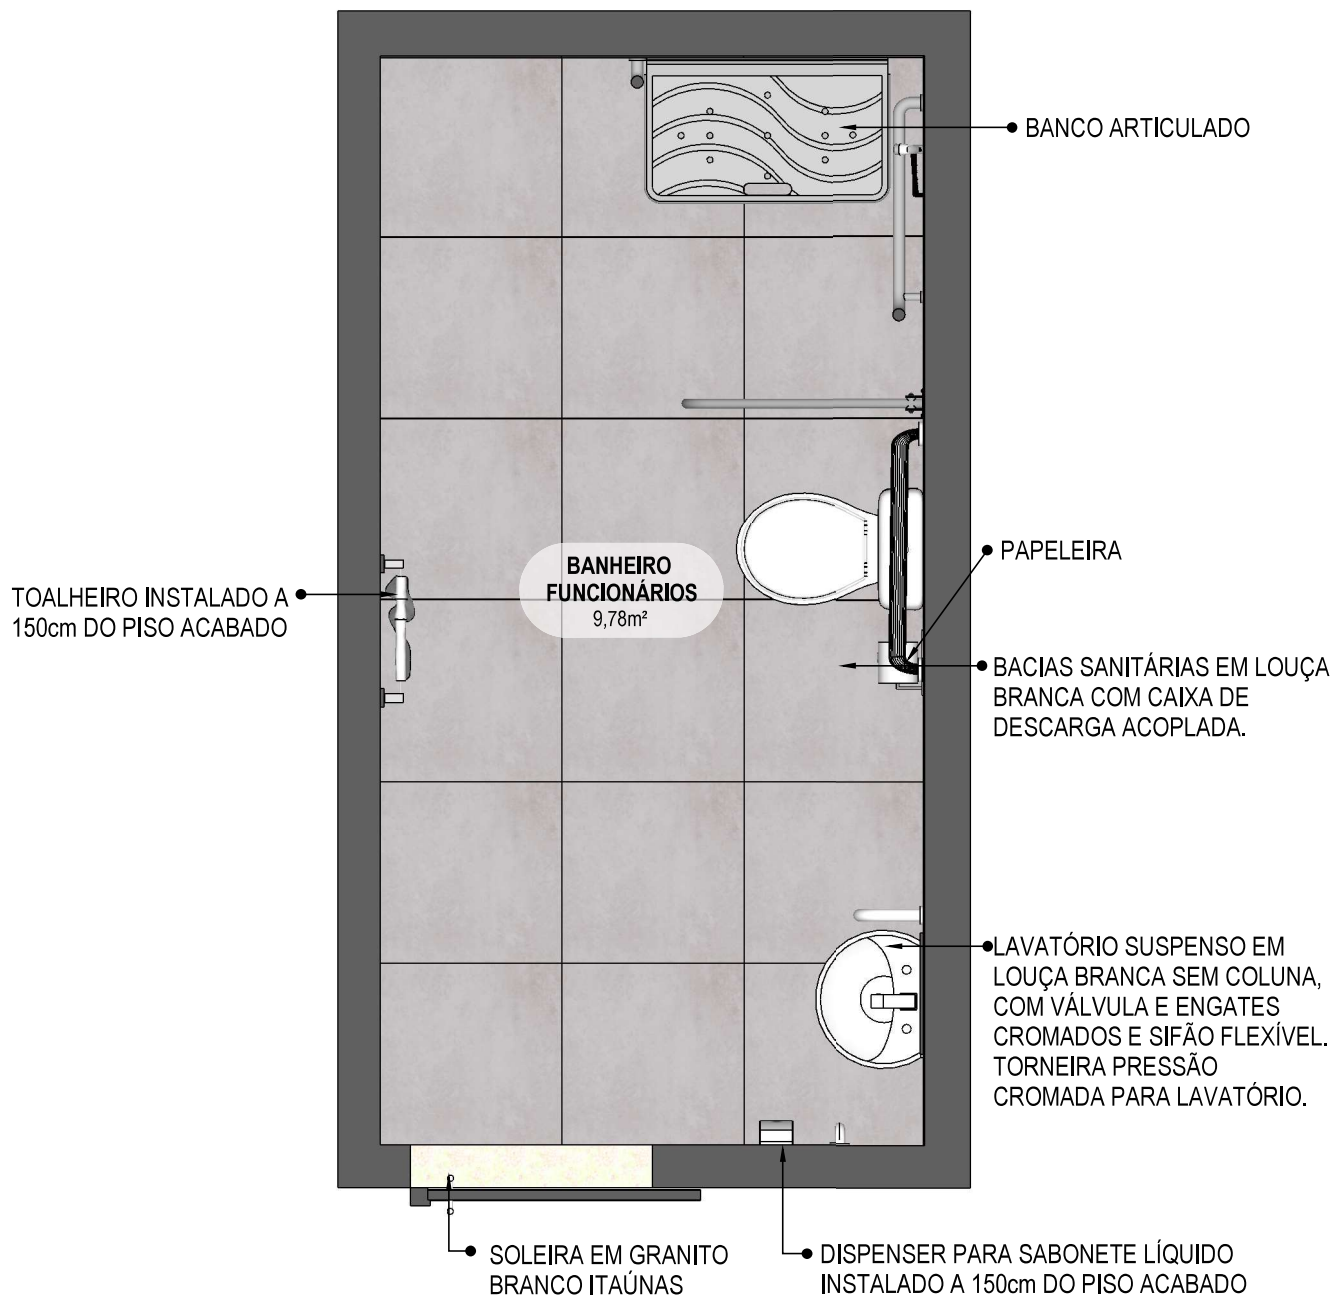 BANCO ARTICULADO
PAPELEIRA
BANHEIRO
FUNCIONÁRIOS
9,78m²
TOALHEIRO INSTALADO A
150cm DO PISO ACABADO
BACIAS SANITÁRIAS EM LOUÇA
BRANCA COM CAIXA DE
DESCARGA ACOPLADA.
LAVATÓRIO SUSPENSO EM
LOUÇA BRANCA SEM COLUNA,
COM VÁLVULA E ENGATES
CROMADOS E SIFÃO FLEXÍVEL.
TORNEIRA PRESSÃO
CROMADA PARA LAVATÓRIO.
SOLEIRA EM GRANITO
BRANCO ITAÚNAS
DISPENSER PARA SABONETE LÍQUIDO
INSTALADO A 150cm DO PISO ACABADO